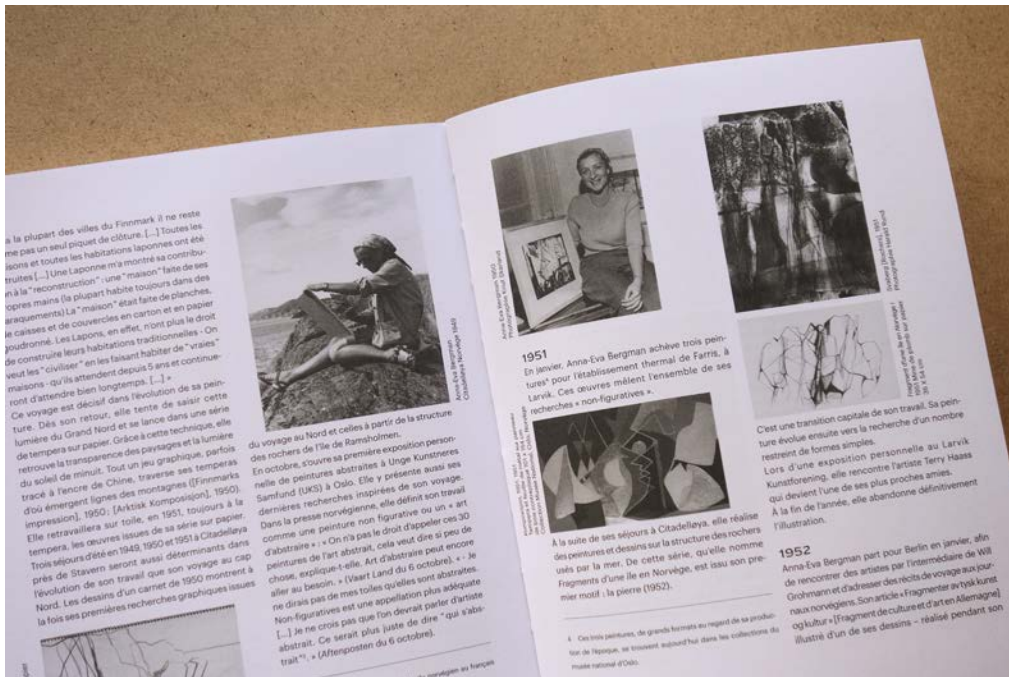 a la plupart des villes du Finnmark il ne reste
me pas un seul piquet de clôture. [...] Toutes les
isons et toutes les habitations laponnes ont été
truites [...] Une Laponne m'a montré sa contribu-
n à la "reconstruction" : une "maison" faite de ses
ropres mains (la plupart habite toujours dans des
araquements) La "maison" était faite de planches,
e caisses et de couvercles en carton et en papier
goudronné. Les Lapons, en effet, n'ont plus le droit
de construire leurs habitations traditionnelles - On
veut les "civiliser" en les faisant habiter de "vraies"
maisons - qu'ils attendent depuis 5 ans et continue-
ront d'attendre bien longtemps. [...] »
Ce voyage est décisif dans l'évolution de sa pein-
ture. Dès son retour, elle tente de saisir cette
lumière du Grand Nord et se lance dans une série
de tempera sur papier. Grâce à cette technique, elle
retrouve la transparence des paysages et la lumière
du soleil de minuit. Tout un jeu graphique, parfois
tracé à l'encre de Chine, traverse ses temperas
d'où émergent lignes des montagnes ([Finnmarks
impression], 1950 ; [Arktisk Komposisjon], 1950).
Elle retravaillera sur toile, en 1951, toujours à la
tempera, les œuvres issues de sa série sur papier.
Trois séjours d'été en 1949, 1950 et 1951 à Citadelløya
près de Stavern seront aussi déterminants dans
l'évolution de son travail que son voyage au cap
Nord. Les dessins d'un carnet de 1950 montrent à
la fois ses premières recherches graphiques issues
Anna-Eva Bergman
Citadelløya Norvège 1949
du voyage au Nord et celles à partir de la structure
des rochers de l'île de Ramsholmen.
En octobre, s'ouvre sa première exposition person-
nelle de peintures abstraites à Unge Kunstneres
Samfund (UKS) à Oslo. Elle y présente aussi ses
dernières recherches inspirées de son voyage.
Dans la presse norvégienne, elle définit son travail
comme une peinture non figurative ou un « art
d'abstraire » : « On n'a pas le droit d'appeler ces 30
peintures de l'art abstrait, cela veut dire si peu de
chose, explique-t-elle. Art d'abstraire peut encore
aller au besoin. » (Vaart Land du 6 octobre). « Je
ne dirais pas de mes toiles qu'elles sont abstraites.
Non-figuratives est une appellation plus adéquate
[...] Je ne crois pas que l'on devrait parler d'artiste
abstrait. Ce serait plus juste de dire " qui s'abs-
trait "³. » (Aftenposten du 6 octobre).
norvégien au français
Anna-Eva Bergman, 1950
Photographie Knut Skarland
1951
En janvier, Anna-Eva Bergman achève trois pein-
tures⁴ pour l'établissement thermal de Farris, à
Larvik. Ces œuvres mêlent l'ensemble de ses
recherches « non-figuratives ».
À la suite de ses séjours à Citadelløya, elle réalise
des peintures et dessins sur la structure des rochers
usés par la mer. De cette série, qu'elle nomme
Fragments d'une île en Norvège, est issu son pre-
mier motif : la pierre (1952).
4 Ces trois peintures, de grands formats au regard de sa produc-
tion de l'époque, se trouvent aujourd'hui dans les collections du
Musée national d'Oslo.
1951
Fragment d'une île en Norvège I
1951 Mine de plomb sur papier
C'est une transition capitale de son travail. Sa pein-
ture évolue ensuite vers la recherche d'un nombre
restreint de formes simples.
Lors d'une exposition personnelle au Larvik
Kunstforening, elle rencontre l'artiste Terry Haass
qui devient l'une de ses plus proches amies.
À la fin de l'année, elle abandonne définitivement
l'illustration.
1952
Anna-Eva Bergman part pour Berlin en janvier, afin
de rencontrer des artistes par l'intermédiaire de Will
Grohmann et d'adresser des récits de voyage aux jour-
naux norvégiens. Son article « Fragmenter av tysk kunst
og kultur » [Fragment de culture et d'art en Allemagne]
illustré d'un de ses dessins – réalisé pendant son